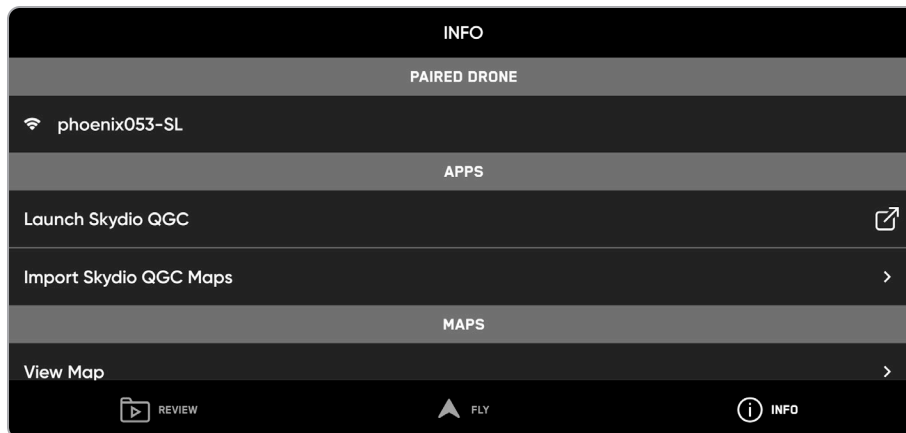 INFO
PAIRED DRONE
phoenix053-SL
APPS
Launch Skydio QGC
Import Skydio QGC Maps
MAPS
View Map
REVIEW
FLY
INFO